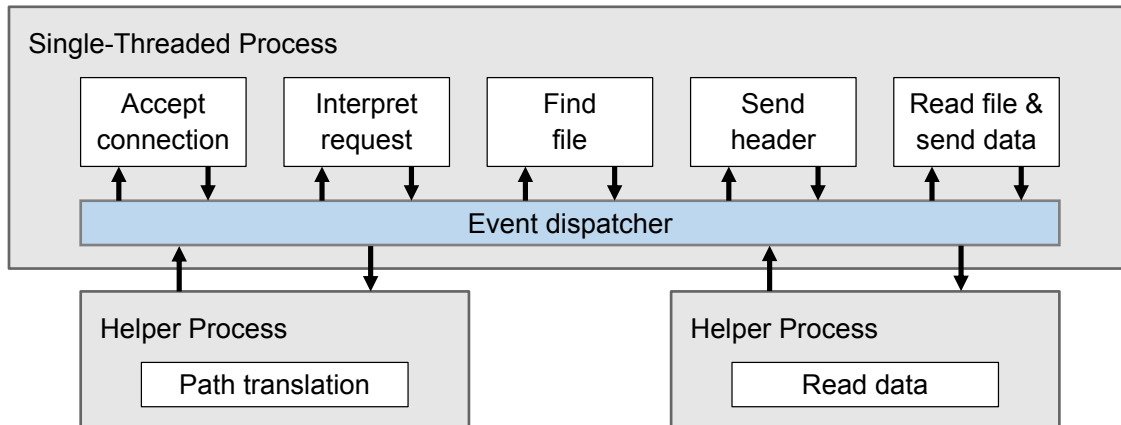 Single-Threaded Process
Accept
connection
Interpret
request
Find
file
Send
header
Read file &
send data
Event dispatcher
Helper Process
Path translation
Helper Process
Read data